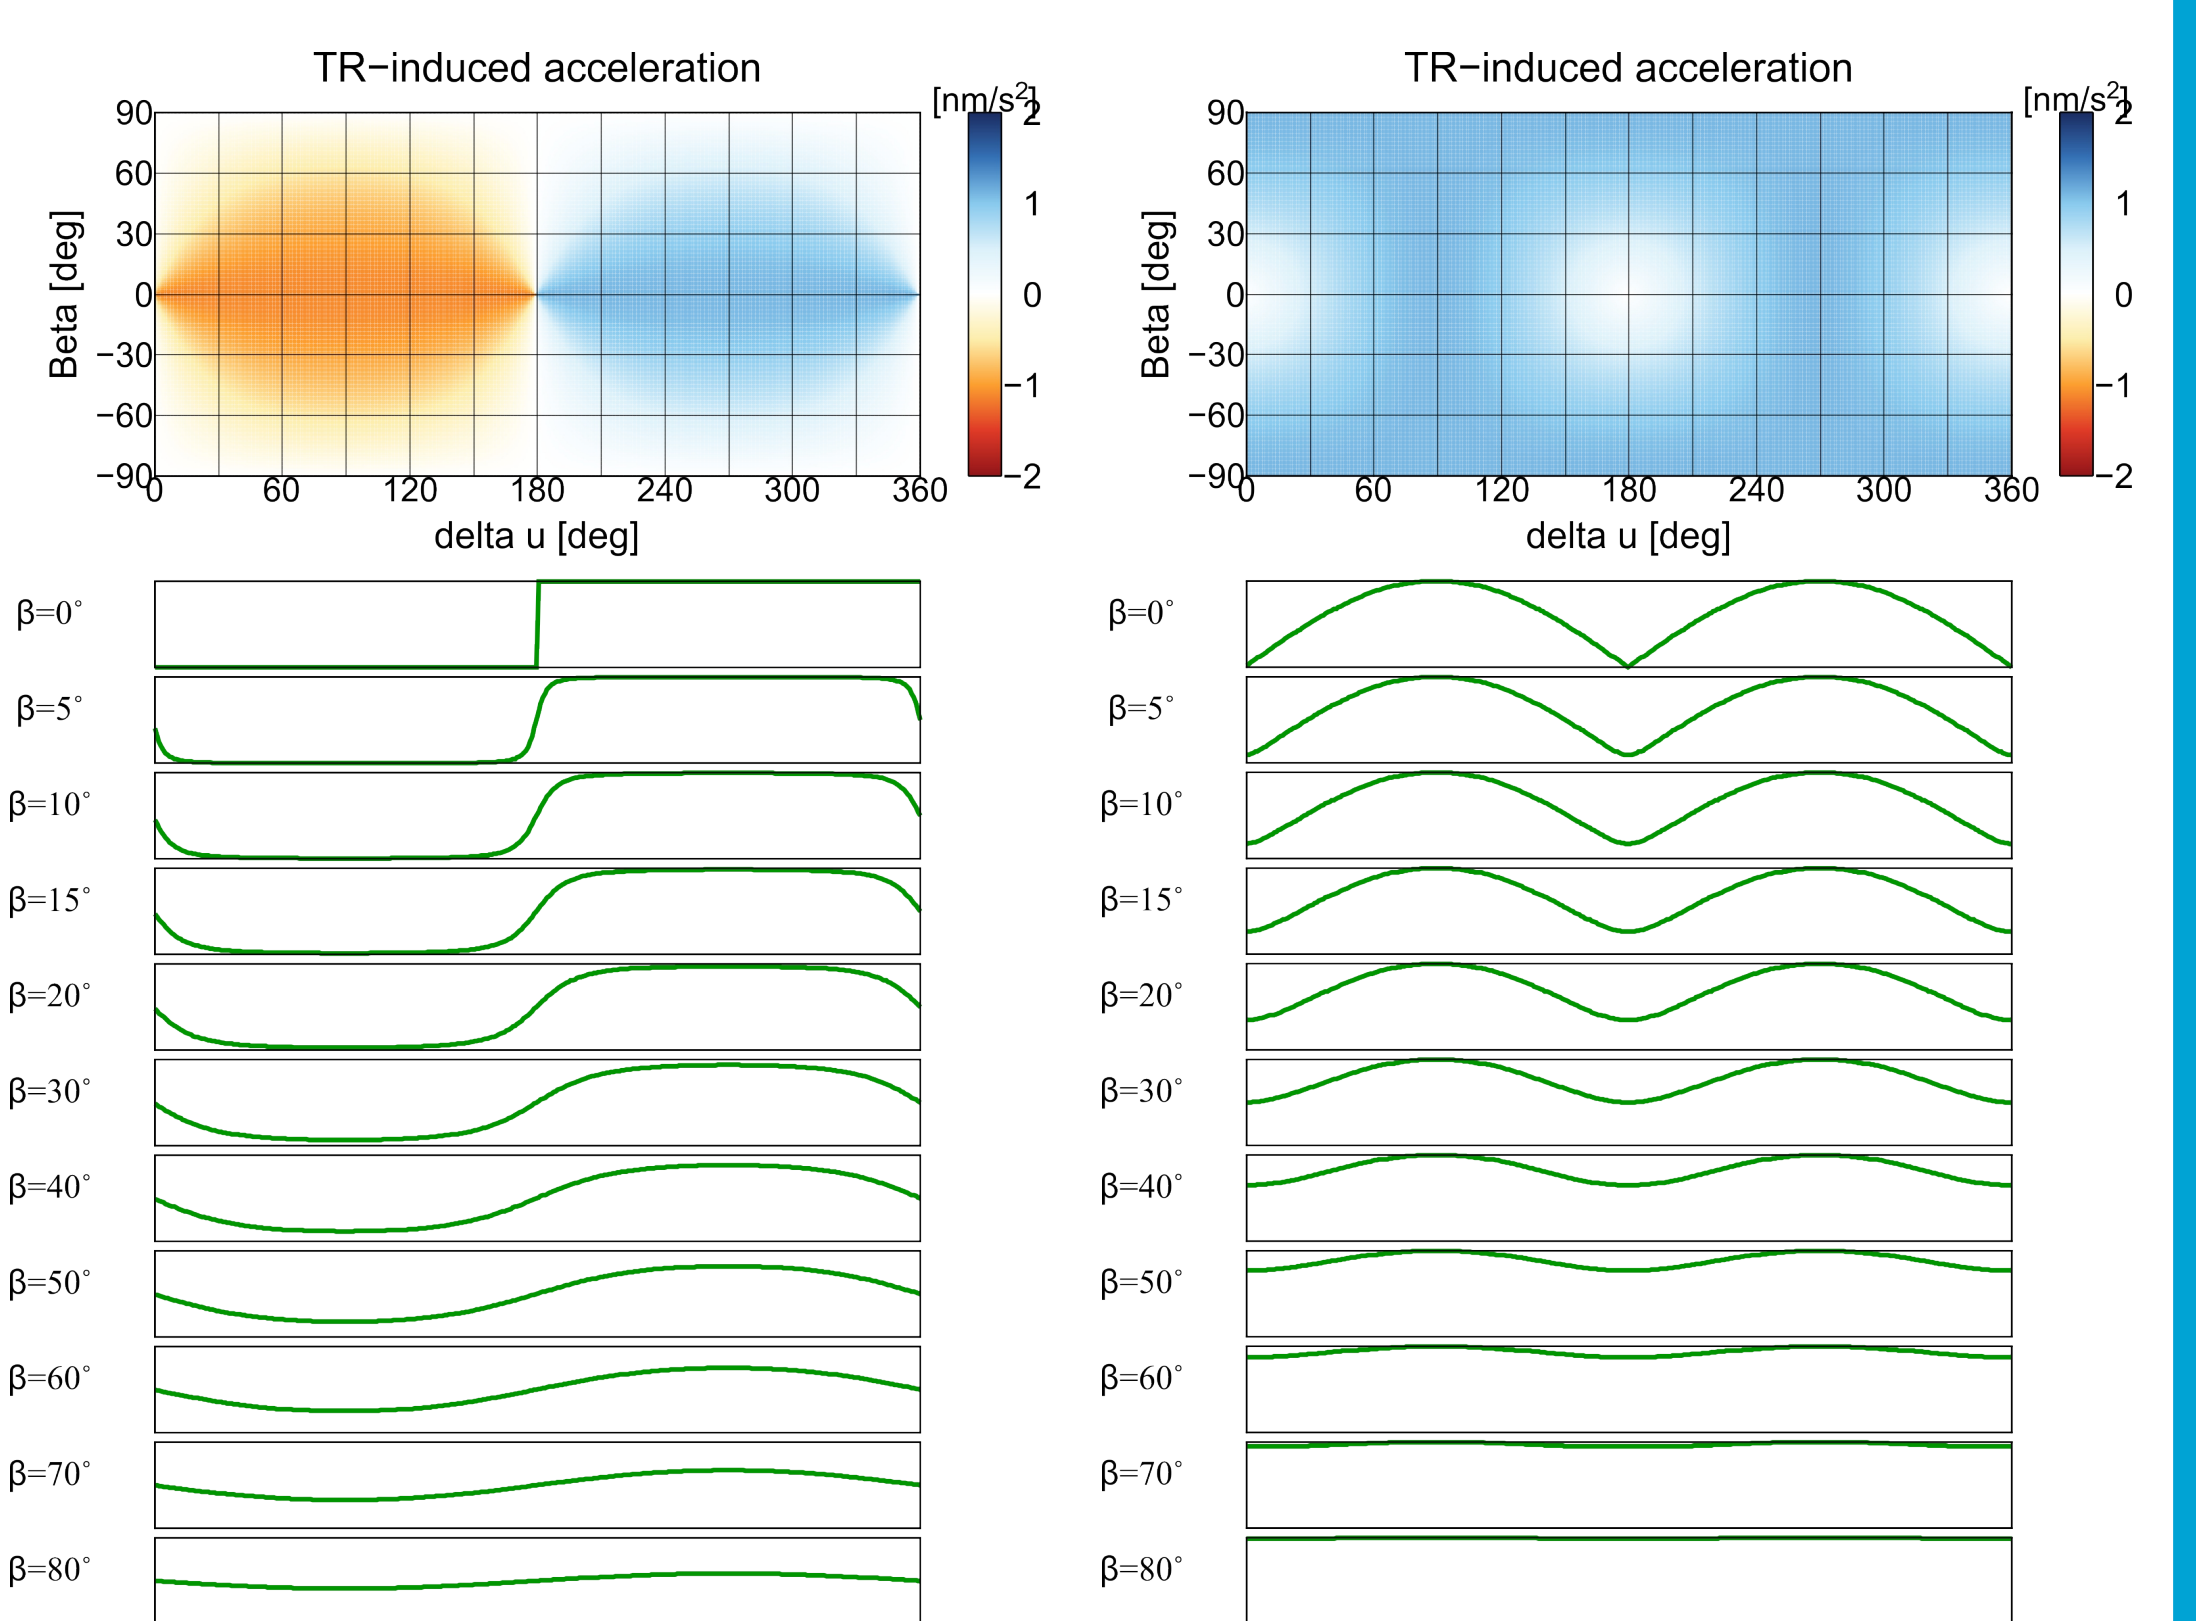 TR−induced acceleration
[nm/s2]
90
60
30
0
−30
−60
−90
Beta [deg]
0 60 120 180 240 300 360
delta u [deg]
2
1
0
−1
−2
β=0°
β=5°
β=10°
β=15°
β=20°
β=30°
β=40°
β=50°
β=60°
β=70°
β=80°
TR−induced acceleration
[nm/s2]
90
60
30
0
−30
−60
−90
Beta [deg]
0 60 120 180 240 300 360
delta u [deg]
2
1
0
−1
−2
β=0°
β=5°
β=10°
β=15°
β=20°
β=30°
β=40°
β=50°
β=60°
β=70°
β=80°